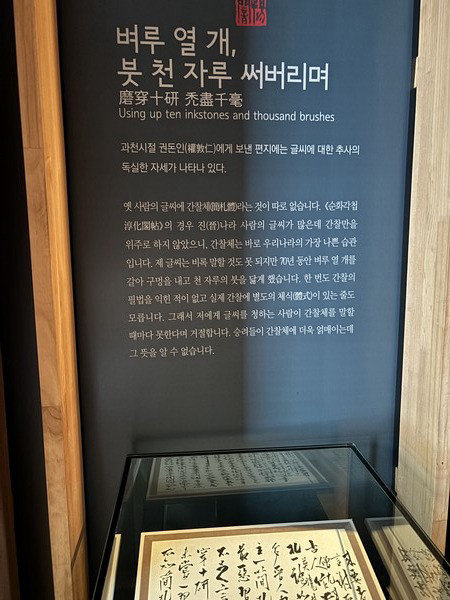 벼루 열 개,
붓 천 자루 써버리며
磨穿十硏 禿盡千毫
Using up ten inkstones and thousand brushes
과천시절 권돈인(權敦仁)에게 보낸 편지에는 글씨에 대한 추사의
독실한 자세가 나타나 있다.
옛 사람의 글씨에 간찰체(簡札體)라는 것이 따로 없습니다. 《순화각첩
淳化閣帖》의 경우 진(晉)나라 사람의 글씨가 많은데 간찰만을
위주로 하지 않았으니, 간찰체는 바로 우리나라의 가장 나쁜 습관
입니다. 제 글씨는 비록 말할 것도 못 되지만 70년 동안 벼루 열 개를
갈아 구멍을 내고 천 자루의 붓을 닳게 했습니다. 한 번도 간찰의
필법을 익힌 적이 없고 실제 간찰에 별도의 체식(體式)이 있는 줄도
모릅니다. 그래서 저에게 글씨를 청하는 사람이 간찰체를 말할
때마다 못한다며 거절합니다. 승려들이 간찰체에 더욱 얽매이는데
그 뜻을 알 수 없습니다.